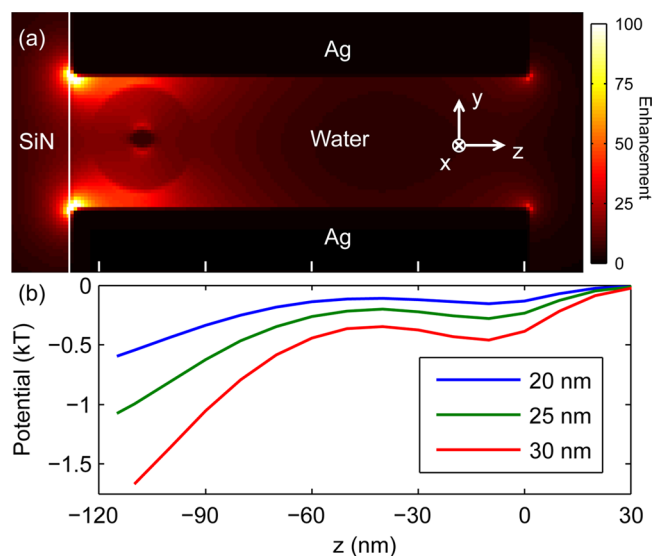 (a)
Ag
100
75
50
25
0
Enhancement
SiN
Water
y
z
x
Ag
(b)
0
−0.5
−1
−1.5
Potential (kT)
20 nm
25 nm
30 nm
−120
−90
−60
−30
0
30
z (nm)